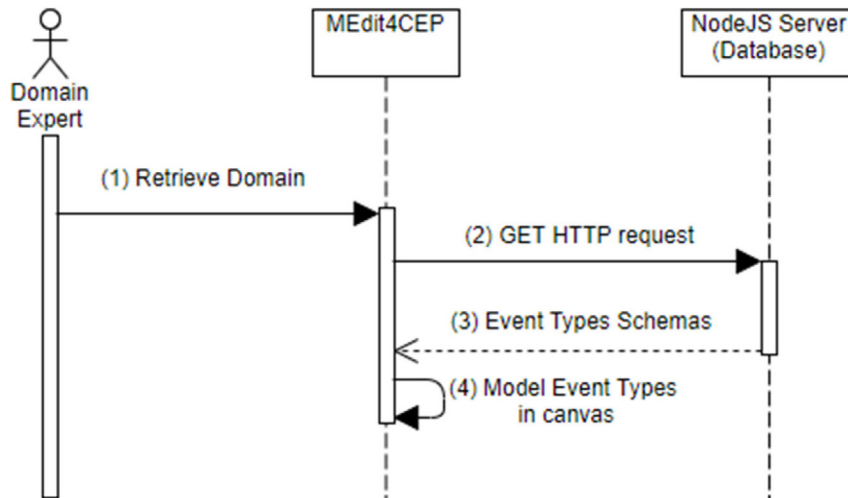 MEdit4CEP
NodeJS Server
(Database)
Domain
Expert
(1) Retrieve Domain
(2) GET HTTP request
(3) Event Types Schemas
(4) Model Event Types
in canvas